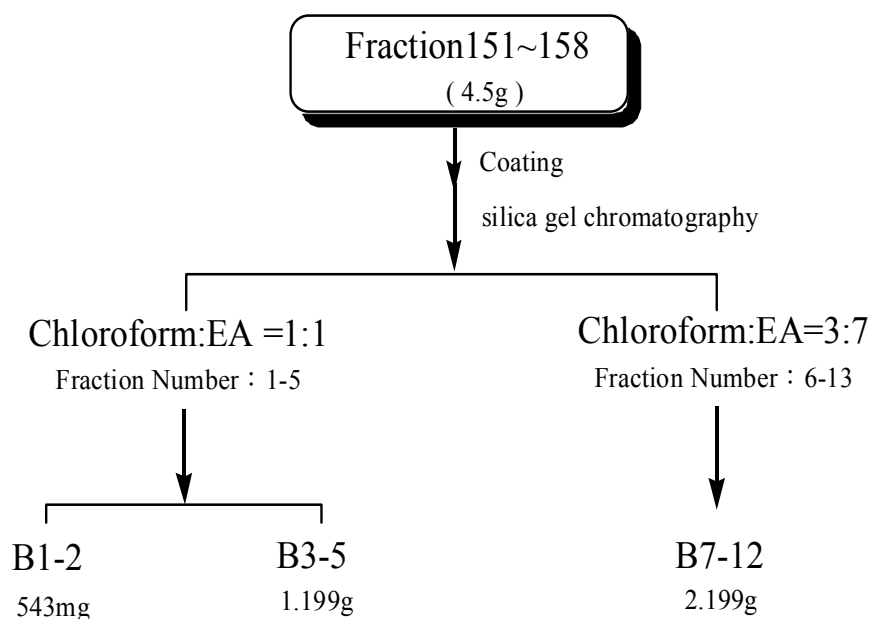 Fraction151~158
( 4.5g )
Coating
silica gel chromatography
Chloroform:EA =1:1
Fraction Number：1-5
Chloroform:EA=3:7
Fraction Number：6-13
B1-2
543mg
B3-5
1.199g
B7-12
2.199g